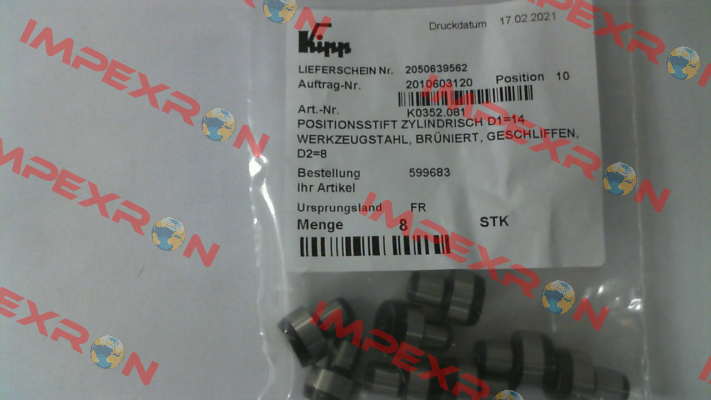 Kipp
Druckdatum 17.02.2021
LIEFERSCHEIN Nr. 2050639562
Auftrag-Nr. 2010603120 Position 10
Art.-Nr. K0352.081
POSITIONSSTIFT ZYLINDRISCH D1=14
WERKZEUGSTAHL, BRÜNIERT, GESCHLIFFEN,
D2=8
Bestellung 599683
Ihr Artikel
Ursprungsland FR
Menge 8 STK
IMPEXRON
IMPEXRON
IMPEXRON
IMPEXRON
IMPEXRON
IMPEXRON